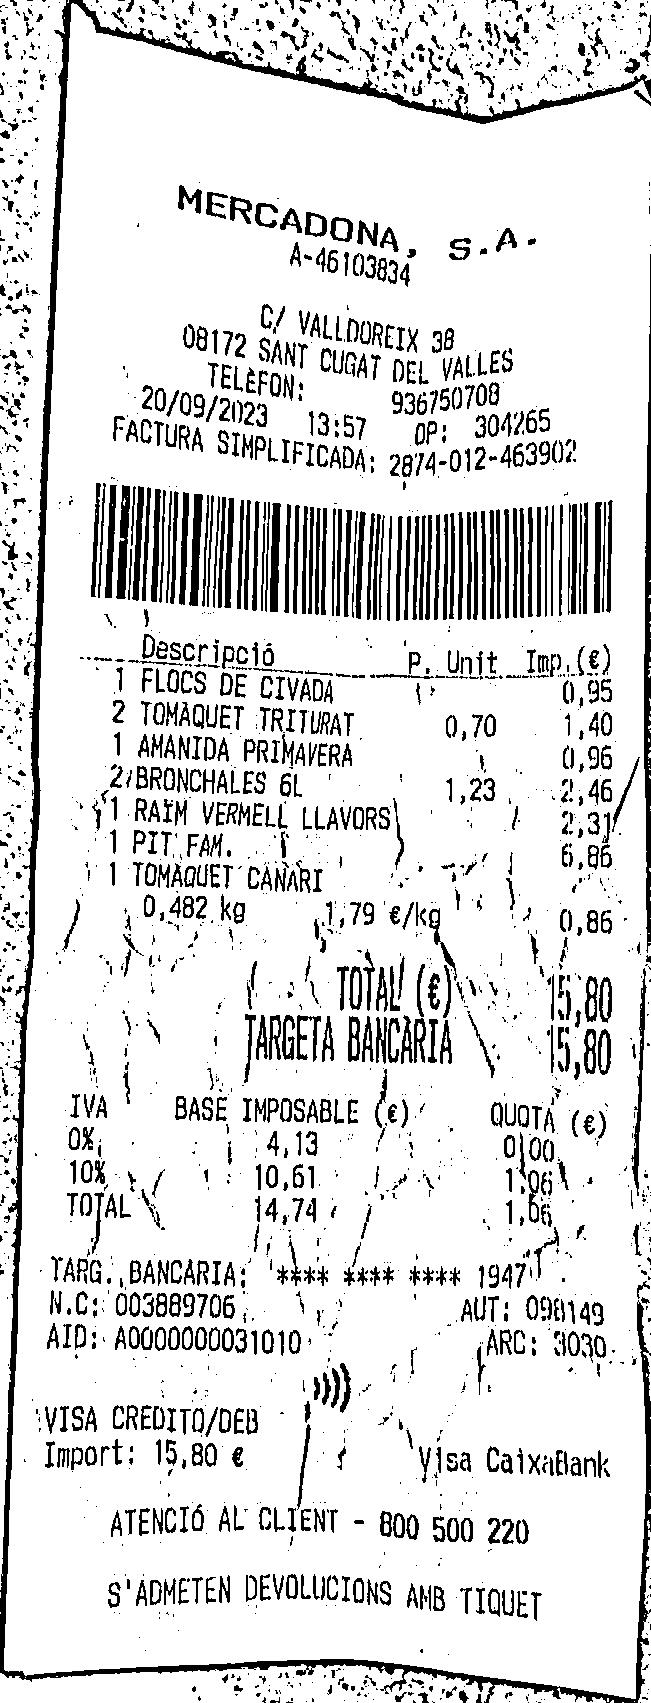 MERCADONA, S.A.
A-46103834
C/ VALLDOREIX 38
08172 SANT CUGAT DEL VALLES
TELÈFON: 936750708
20/09/2023 13:57 OP: 304265
FACTURA SIMPLIFICADA: 2874-012-463902
Descripció P. Unit Imp.(€)
1 FLOCS DE CIVADA 0,95
2 TOMÀQUET TRITURAT 0,70 1,40
1 AMANIDA PRIMAVERA 0,96
2 BRONCHALES 6L 1,23 2,46
1 RAÏM VERMELL LLAVORS 2,31
1 PIT FAM. 6,86
1 TOMÀQUET CANARI
0,482 kg 1,79 €/kg 0,86
TOTAL (€) 15,80
TARGETA BANCÀRIA 15,80
IVA BASE IMPOSABLE (€) QUOTA (€)
0% 4,13 0,00
10% 10,61 1,06
TOTAL 14,74 1,06
TARG. BANCÀRIA: **** **** **** 1947
N.C: 003889706 AUT: 098149
AID: A0000000031010 ARC: 3030
VISA CREDITO/DEB
Import: 15,80 € Visa CaixaBank
ATENCIÓ AL CLIENT - 800 500 220
S'ADMETEN DEVOLUCIONS AMB TIQUET